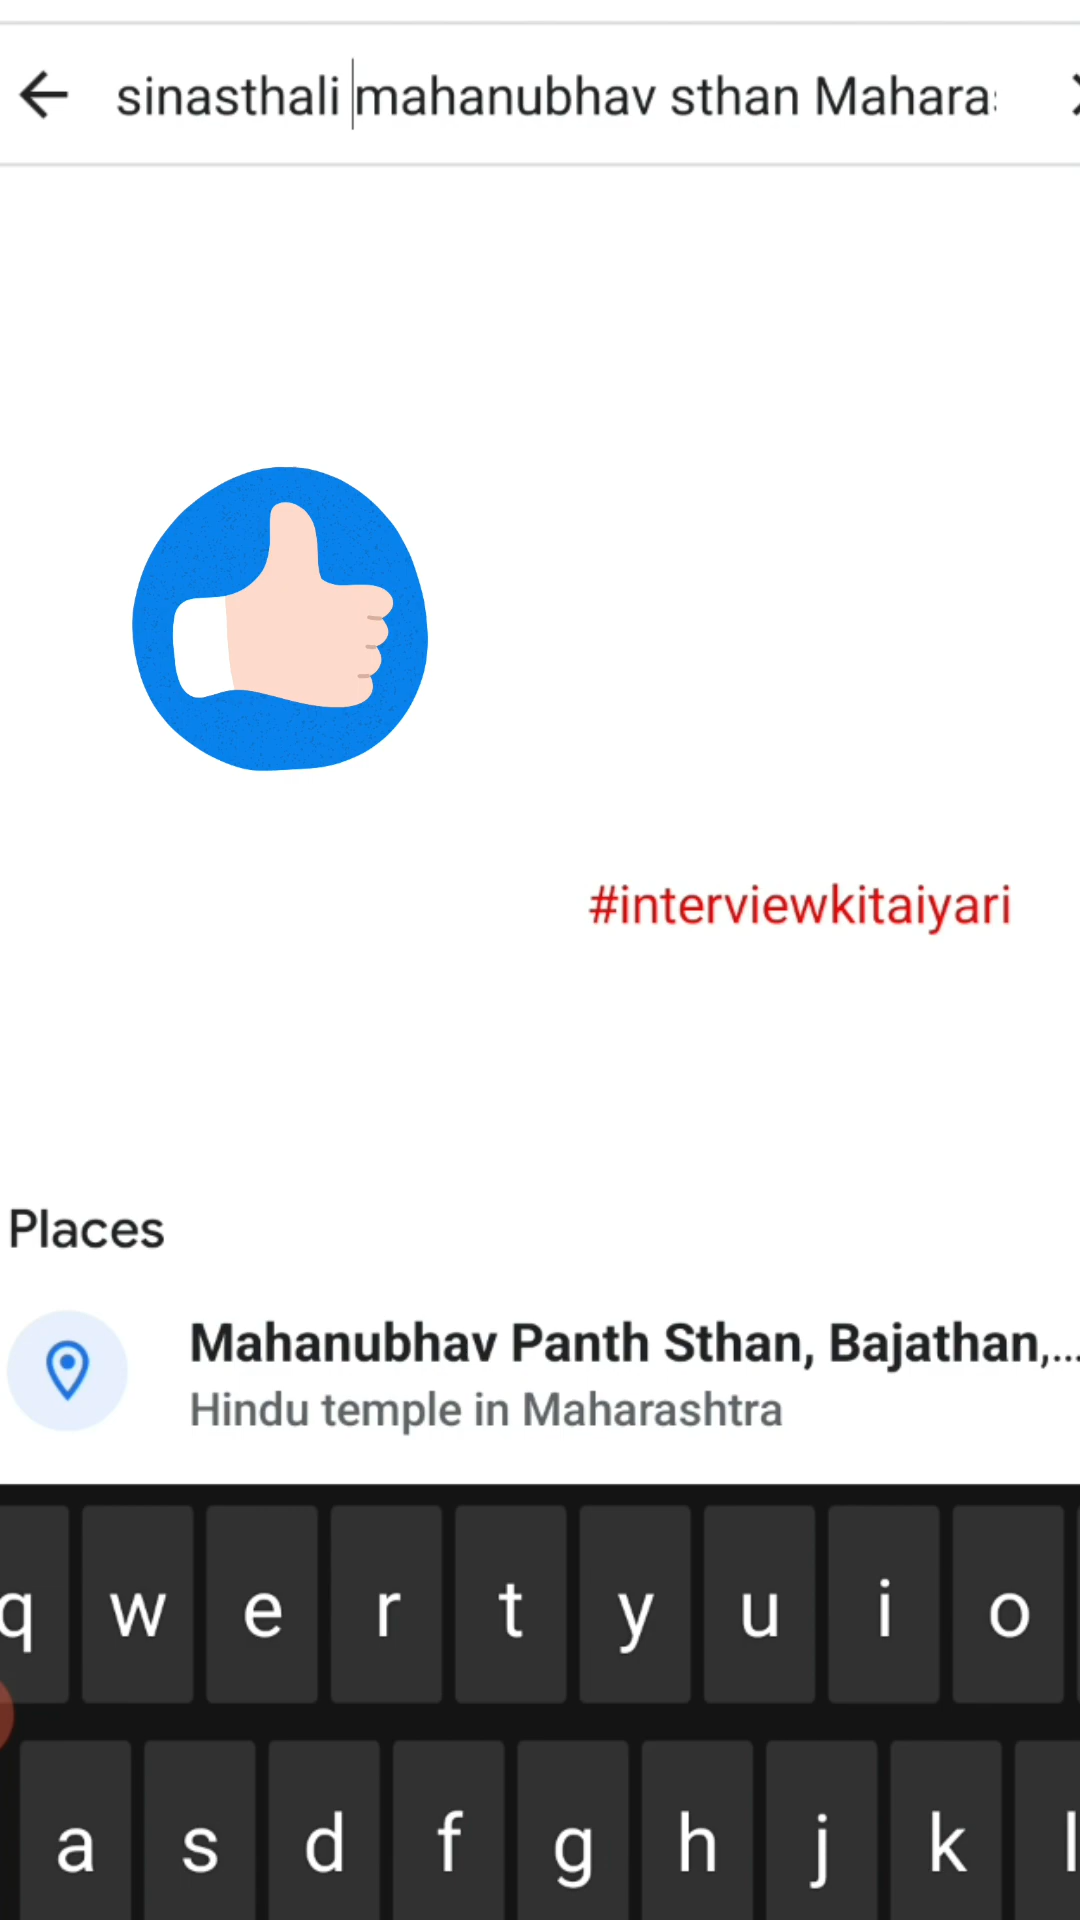 sinasthali mahanubhav sthan Mahara
#interviewkitaiyari
Places
Mahanubhav Panth Sthan, Bajathan,...
Hindu temple in Maharashtra
q w e r t y u i o
a s d f g h j k l